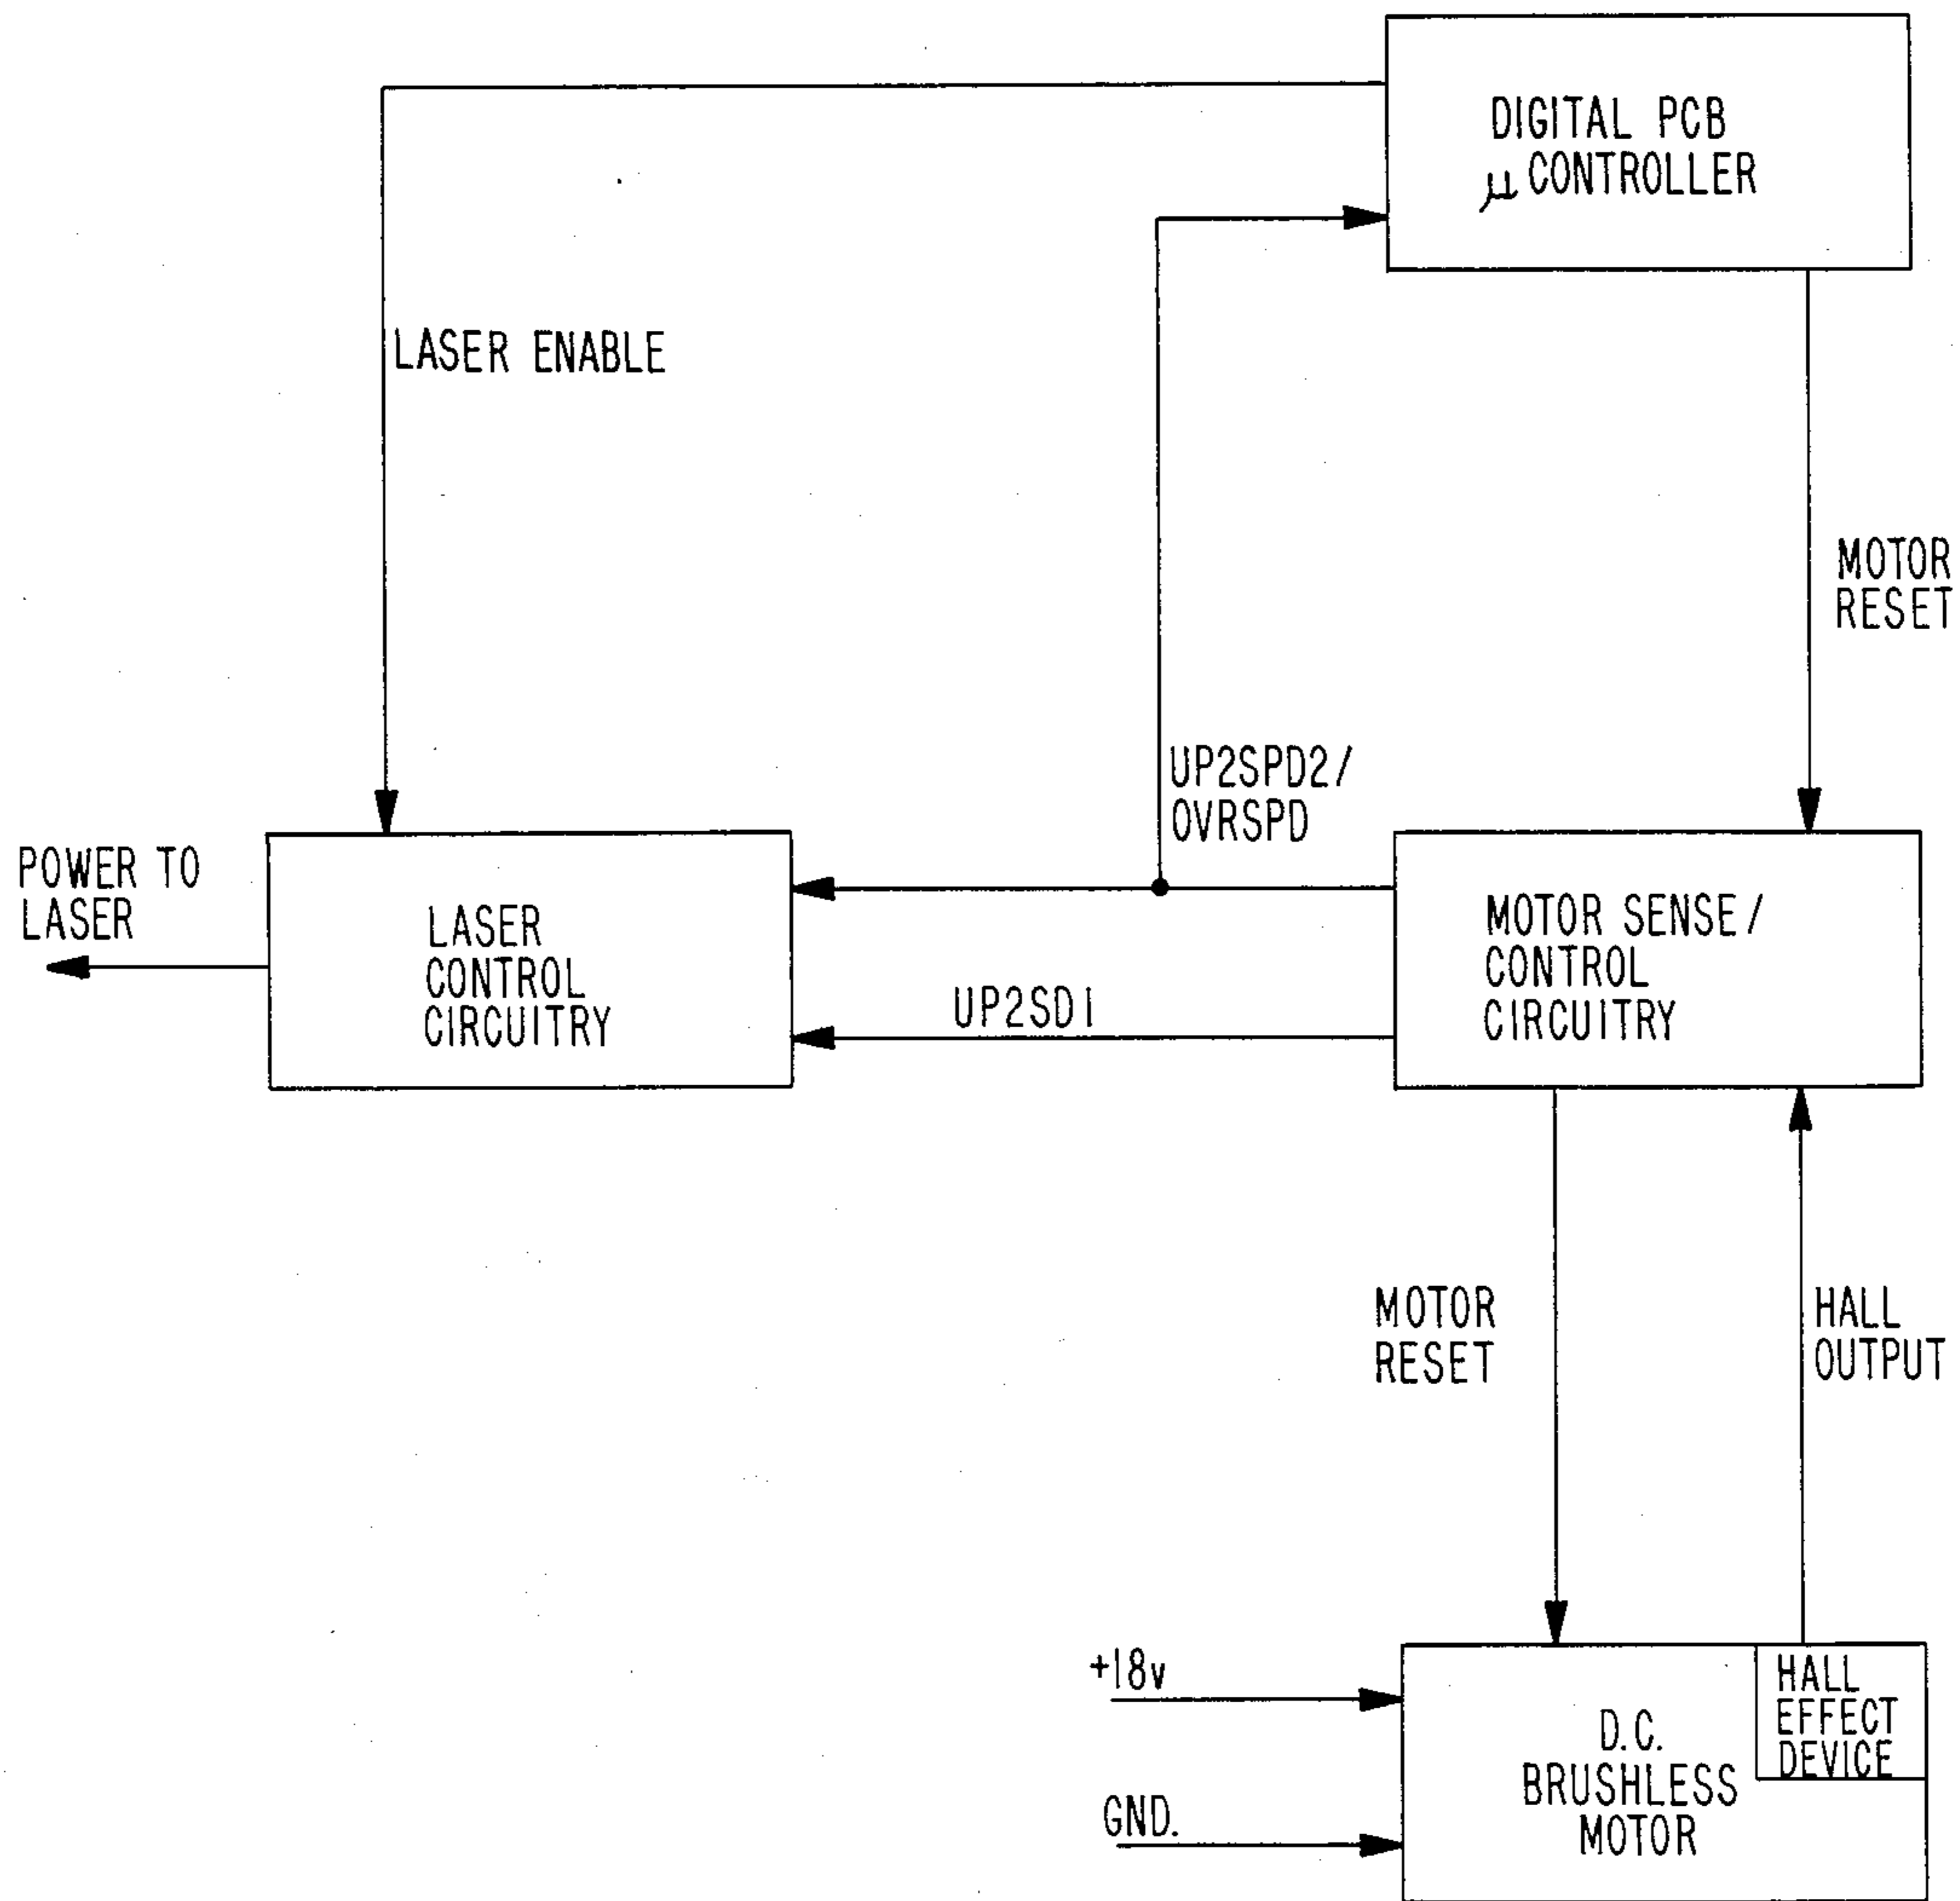 DIGITAL PCB
μ CONTROLLER
LASER ENABLE
MOTOR
RESET
UP2SPD2/
OVRSPD
POWER TO
LASER
LASER
CONTROL
CIRCUITRY
UP2SD1
MOTOR SENSE/
CONTROL
CIRCUITRY
MOTOR
RESET
HALL
OUTPUT
+18v
GND.
D.C.
BRUSHLESS
MOTOR
HALL
EFFECT
DEVICE